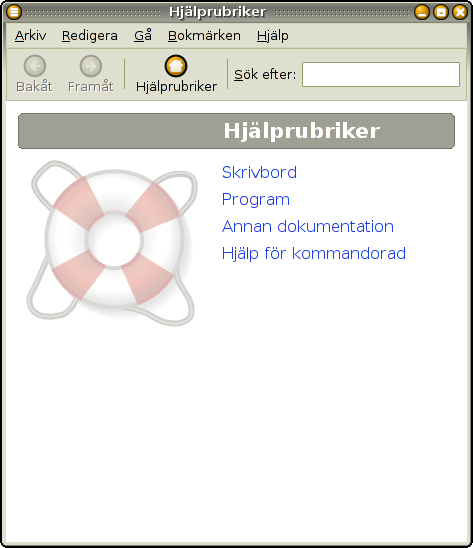 Hjälprubriker
Arkiv Redigera Gå Bokmärken Hjälp
Bakåt Framåt Hjälprubriker Sök efter:
Hjälprubriker
Skrivbord
Program
Annan dokumentation
Hjälp för kommandorad